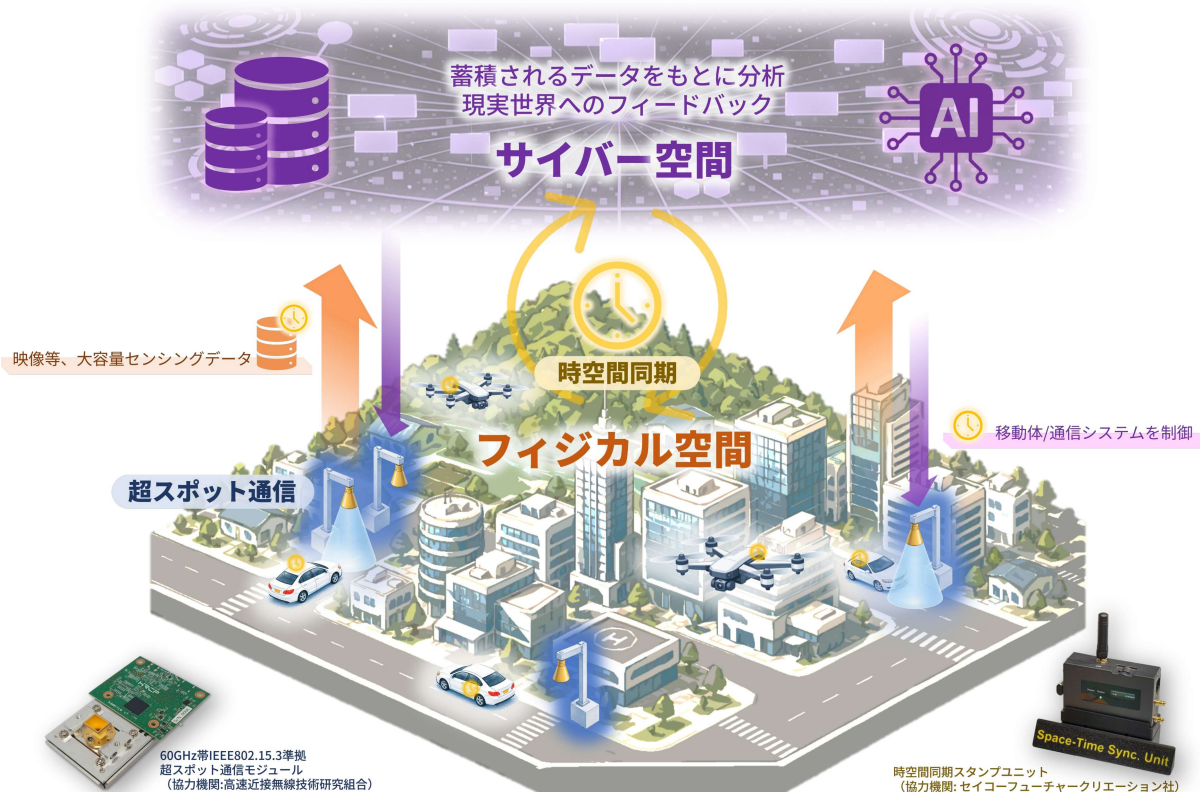 蓄積されるデータをもとに分析
現実世界へのフィードバック
サイバー空間
AI
時空間同期
フィジカル空間
映像等、大容量センシングデータ
移動体/通信システムを制御
超スポット通信
H
60GHz帯IEEE802.15.3準拠
超スポット通信モジュール
（協力機関:高速近接無線技術研究組合）
Space-Time Sync. Unit
時空間同期スタンプユニット
（協力機関: セイコーフューチャークリエーション社）